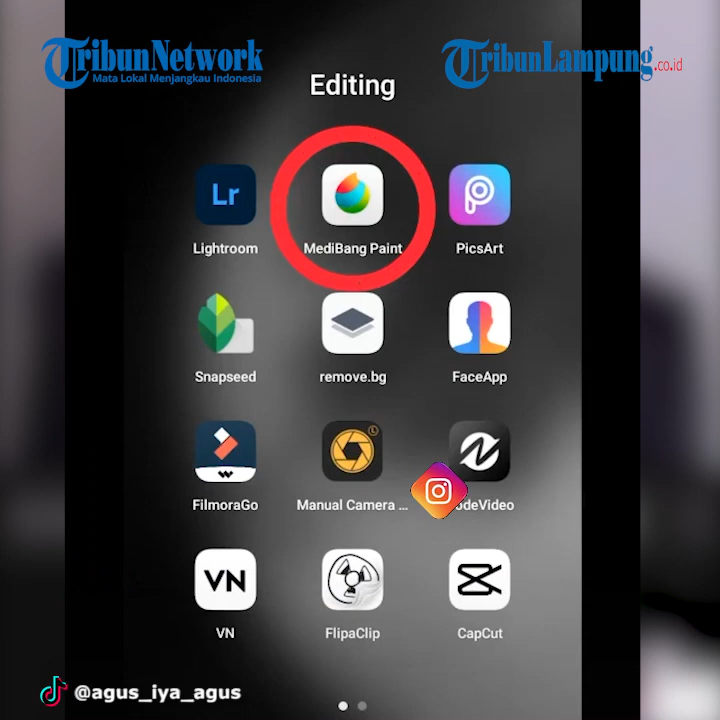 TribunNetwork
Mata Lokal Menjangkau Indonesia
TribunLampung.co.id
Editing
Lr
Lightroom
MediBang Paint
PicsArt
Snapseed
remove.bg
FaceApp
L
FilmoraGo
Manual Camera ...
odeVideo
VN
VN
FlipaClip
CapCut
@agus_iya_agus